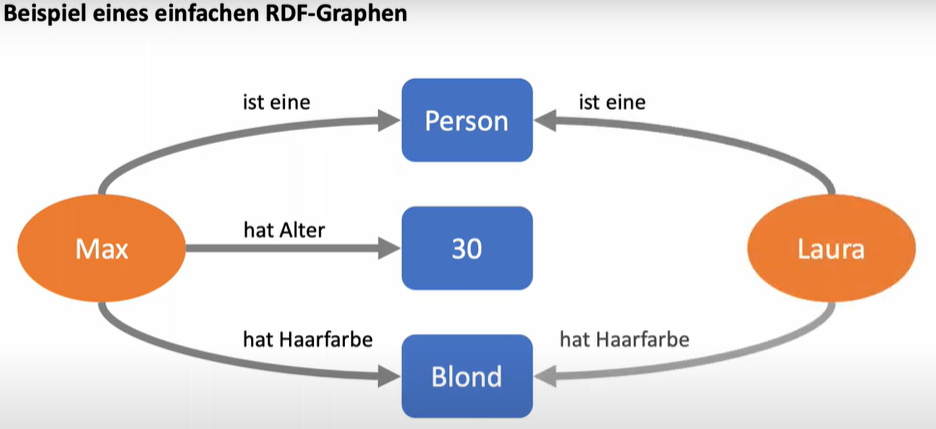 Beispiel eines einfachen RDF-Graphen
ist eine
Person
ist eine
Max
hat Alter
30
Laura
hat Haarfarbe
Blond
hat Haarfarbe